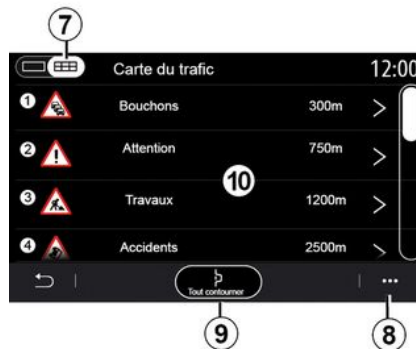 7
Carte du trafic 12:00
1 Bouchons 300m
2 Attention 750m
10
3 Travaux 1200m
4 Accidents 2500m
Tout contourner
9 8